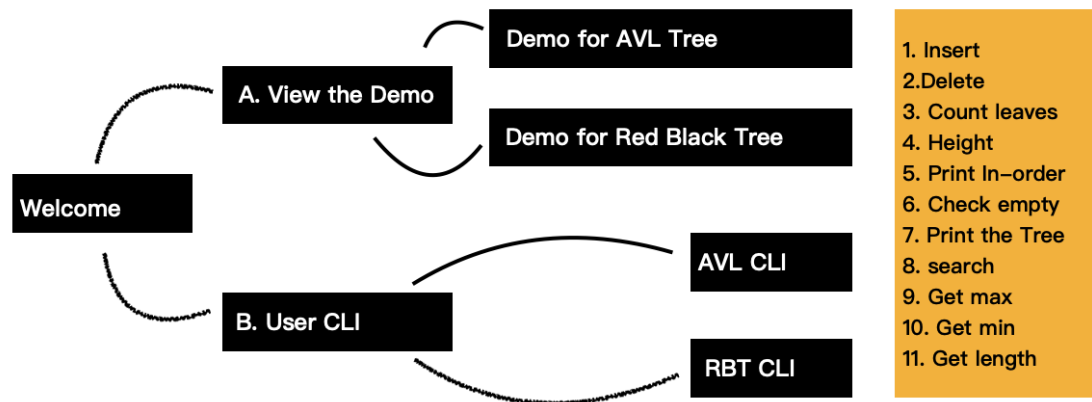 Welcome
A. View the Demo
Demo for AVL Tree
Demo for Red Black Tree
B. User CLI
AVL CLI
RBT CLI
1. Insert
2.Delete
3. Count leaves
4. Height
5. Print In-order
6. Check empty
7. Print the Tree
8. search
9. Get max
10. Get min
11. Get length